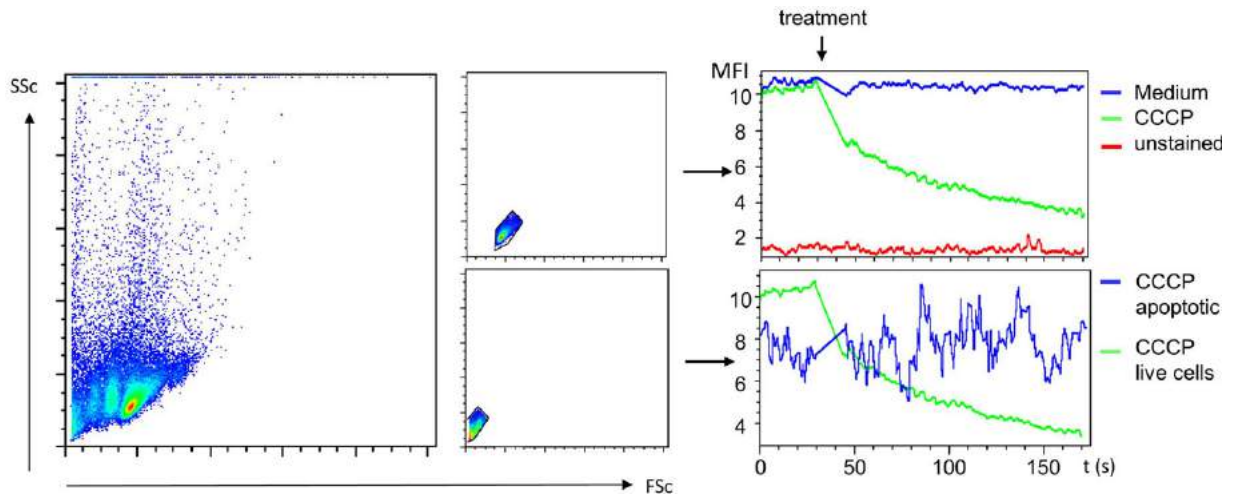 treatment
SSc
MFI
10
8
6
4
2
Medium
CCCP
unstained
10
8
6
4
CCCP
apoptotic
CCCP
live cells
0 50 100 150 t (s)
FSc